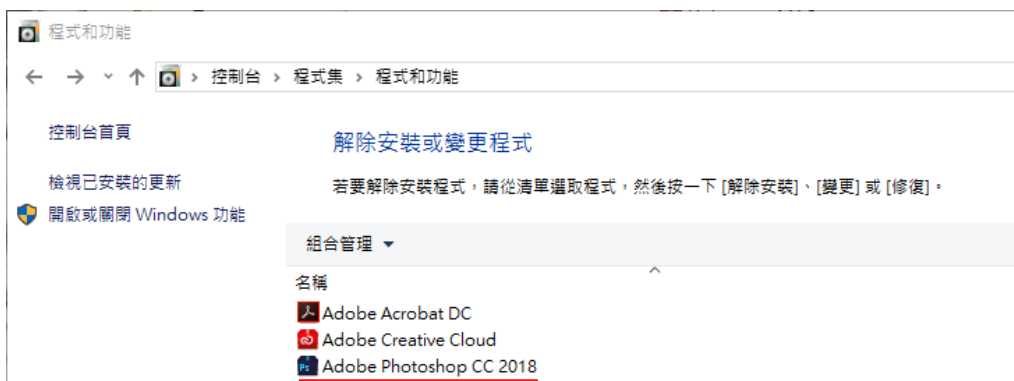 程式和功能
控制台 › 程式集 › 程式和功能
控制台首頁
檢視已安裝的更新
開啟或關閉 Windows 功能
解除安裝或變更程式
若要解除安裝程式，請從清單選取程式，然後按一下 [解除安裝]、[變更] 或 [修復]。
組合管理
名稱
Adobe Acrobat DC
Adobe Creative Cloud
Ps Adobe Photoshop CC 2018